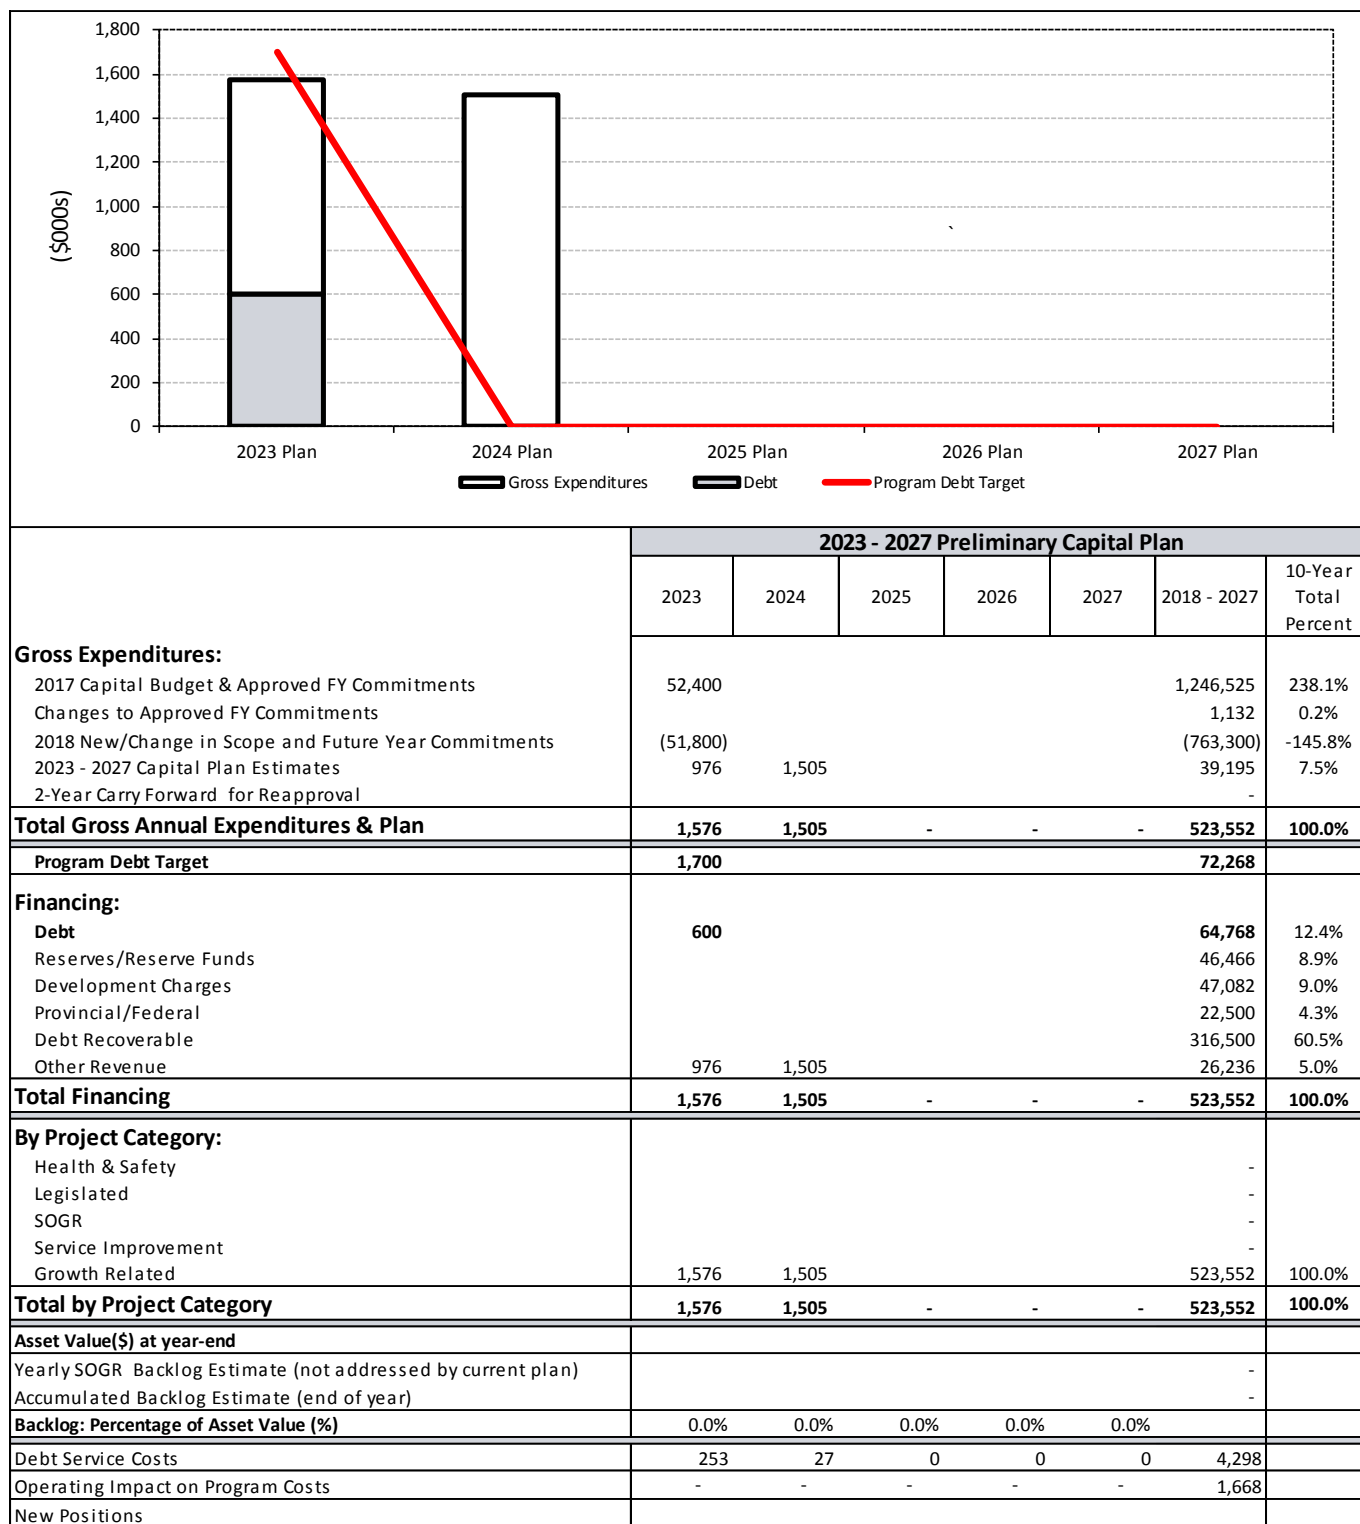 1,800
1,600
1,400
1,200
1,000
800
600
400
200
0
($000s)
`
2023 Plan 2024 Plan 2025 Plan 2026 Plan 2027 Plan
Gross Expenditures Debt Program Debt Target
2023 - 2027 Preliminary Capital Plan
2023 2024 2025 2026 2027 2018 - 2027 10-Year Total Percent
Gross Expenditures:
2017 Capital Budget & Approved FY Commitments 52,400 1,246,525 238.1%
Changes to Approved FY Commitments 1,132 0.2%
2018 New/Change in Scope and Future Year Commitments (51,800) (763,300) -145.8%
2023 - 2027 Capital Plan Estimates 976 1,505 39,195 7.5%
2-Year Carry Forward for Reapproval -
Total Gross Annual Expenditures & Plan 1,576 1,505 - - - 523,552 100.0%
Program Debt Target 1,700 72,268
Financing:
Debt 600 64,768 12.4%
Reserves/Reserve Funds 46,466 8.9%
Development Charges 47,082 9.0%
Provincial/Federal 22,500 4.3%
Debt Recoverable 316,500 60.5%
Other Revenue 976 1,505 26,236 5.0%
Total Financing 1,576 1,505 - - - 523,552 100.0%
By Project Category:
Health & Safety -
Legislated -
SOGR -
Service Improvement -
Growth Related 1,576 1,505 523,552 100.0%
Total by Project Category 1,576 1,505 - - - 523,552 100.0%
Asset Value($) at year-end
Yearly SOGR Backlog Estimate (not addressed by current plan) -
Accumulated Backlog Estimate (end of year) -
Backlog: Percentage of Asset Value (%) 0.0% 0.0% 0.0% 0.0% 0.0%
Debt Service Costs 253 27 0 0 0 4,298
Operating Impact on Program Costs - - - - - 1,668
New Positions